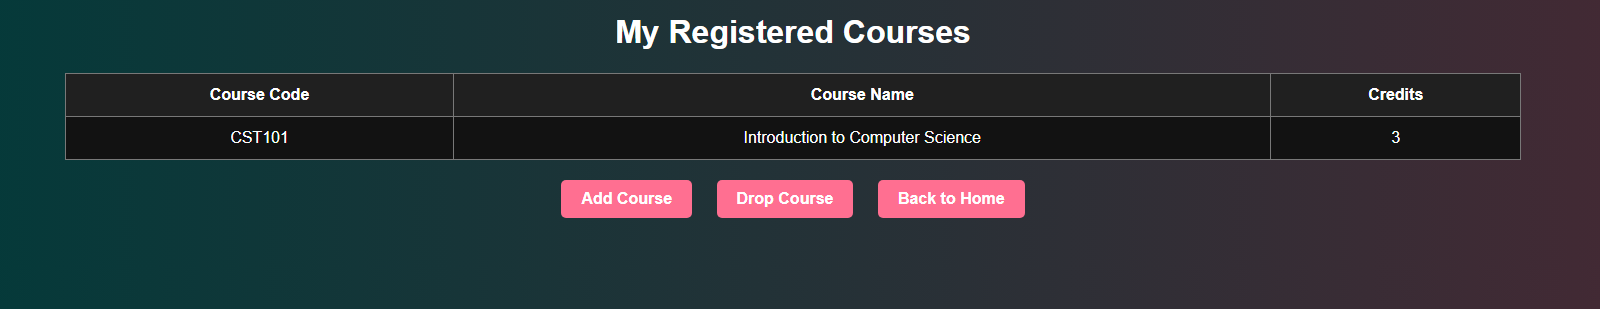 My Registered Courses
Course Code Course Name Credits
CST101 Introduction to Computer Science 3
Add Course Drop Course Back to Home